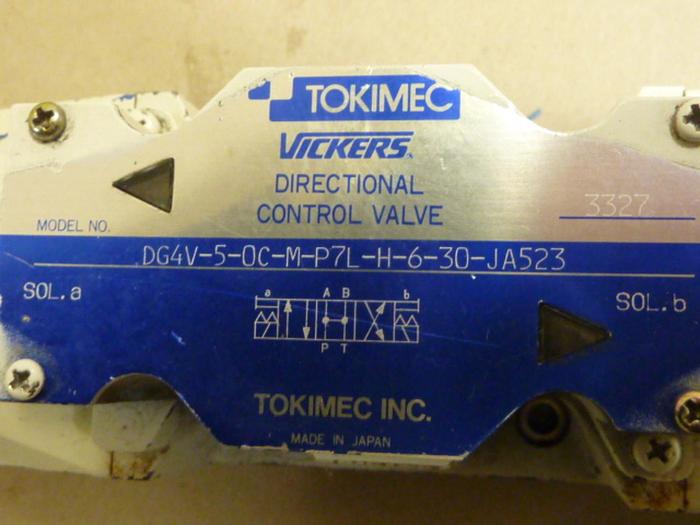 TOKIMEC
VICKERS
DIRECTIONAL
CONTROL VALVE
3327
MODEL NO.
DG4V-5-0C-M-P7L-H-6-30-JA523
SOL.a
SOL.b
a A B b
P T
TOKIMEC INC.
MADE IN JAPAN